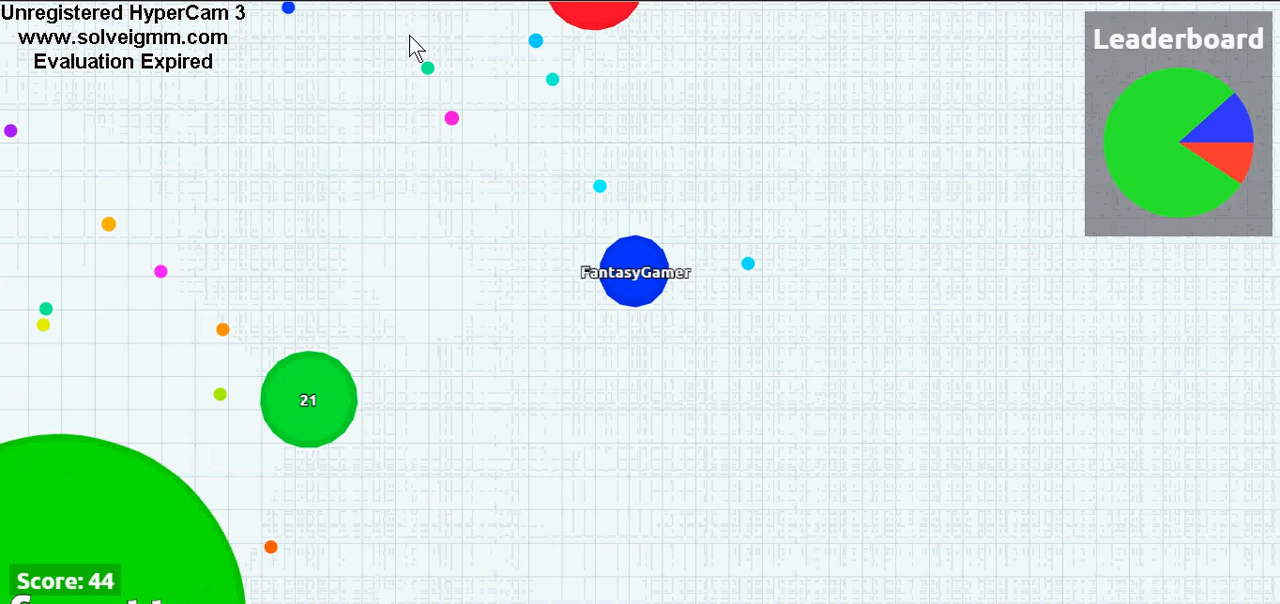 Unregistered HyperCam 3
www.solveigmm.com
Evaluation Expired
Leaderboard
FantasyGamer
21
Score: 44